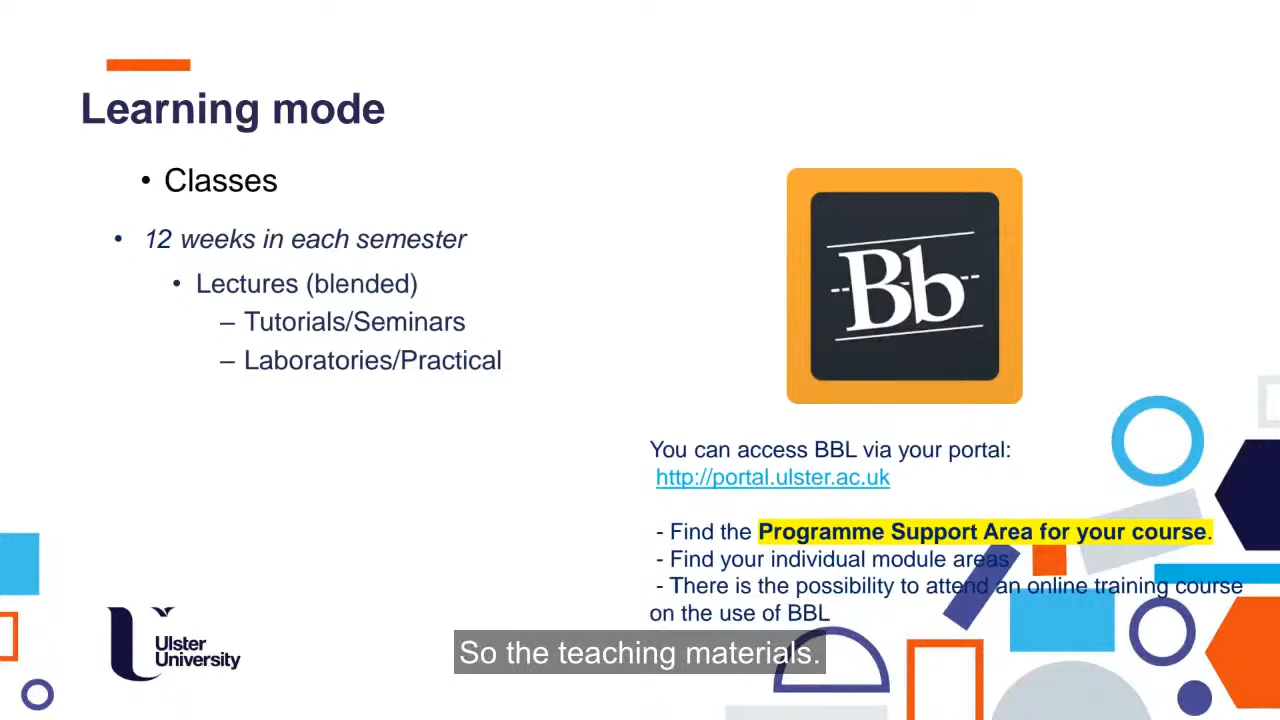 Learning mode
• Classes
• 12 weeks in each semester
• Lectures (blended)
– Tutorials/Seminars
– Laboratories/Practical
Bb
You can access BBL via your portal:
http://portal.ulster.ac.uk
- Find the Programme Support Area for your course.
- Find your individual module areas
- There is the possibility to attend an online training course
on the use of BBL
Ulster
University
So the teaching materials.